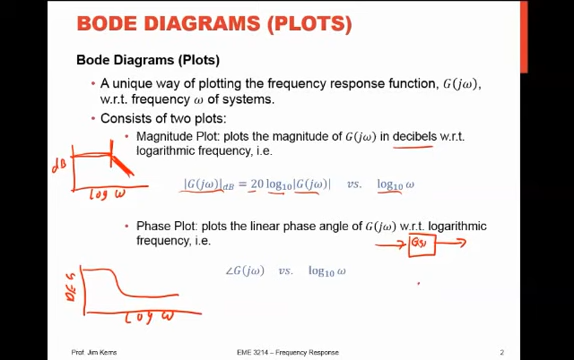 BODE DIAGRAMS (PLOTS)
Bode Diagrams (Plots)
• A unique way of plotting the frequency response function, G(jω),
w.r.t. frequency ω of systems.
• Consists of two plots:
• Magnitude Plot: plots the magnitude of G(jω) in decibels w.r.t.
logarithmic frequency, i.e.
dB
Log ω
|G(jω)|dB = 20 log10|G(jω)| vs. log10 ω
• Phase Plot: plots the linear phase angle of G(jω) w.r.t. logarithmic
frequency, i.e.
G(s)
∠G(jω) vs. log10 ω
Log ω
Prof. Jim Kerns
EME 3214 – Frequency Response
2